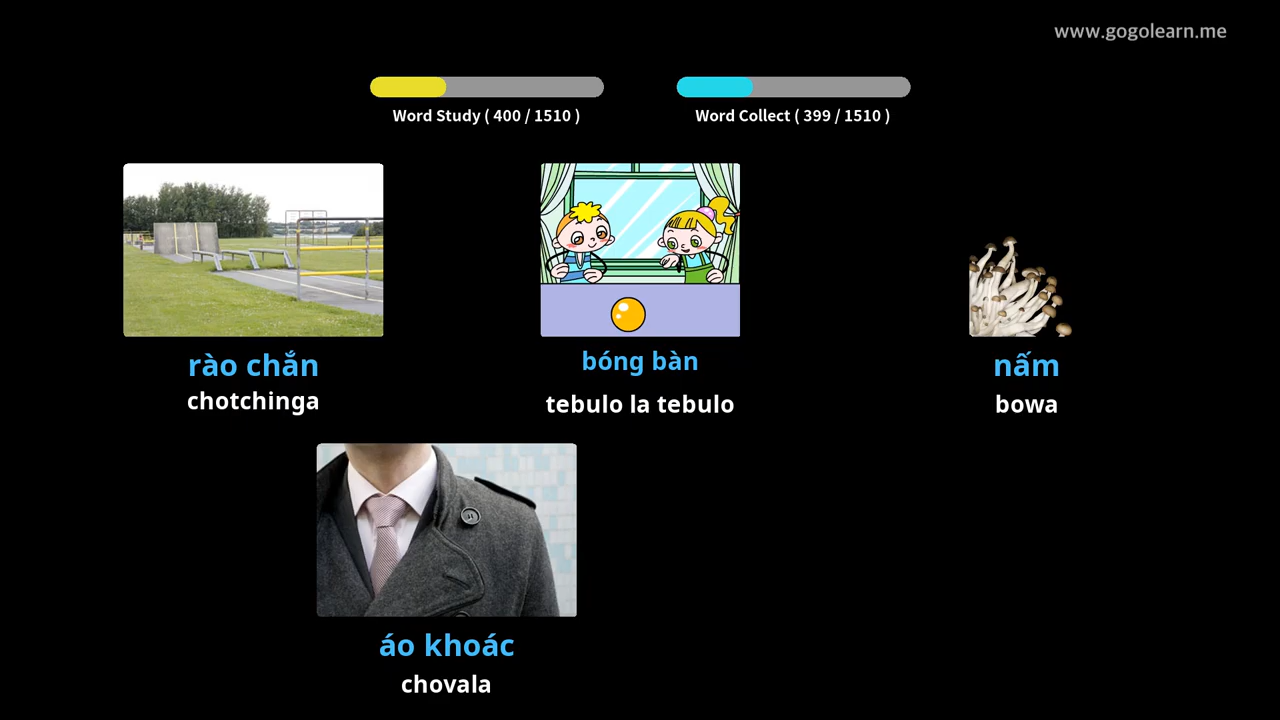 www.gogolearn.me
Word Study ( 400 / 1510 )
Word Collect ( 399 / 1510 )
rào chắn
chotchinga
bóng bàn
tebulo la tebulo
nấm
bowa
áo khoác
chovala